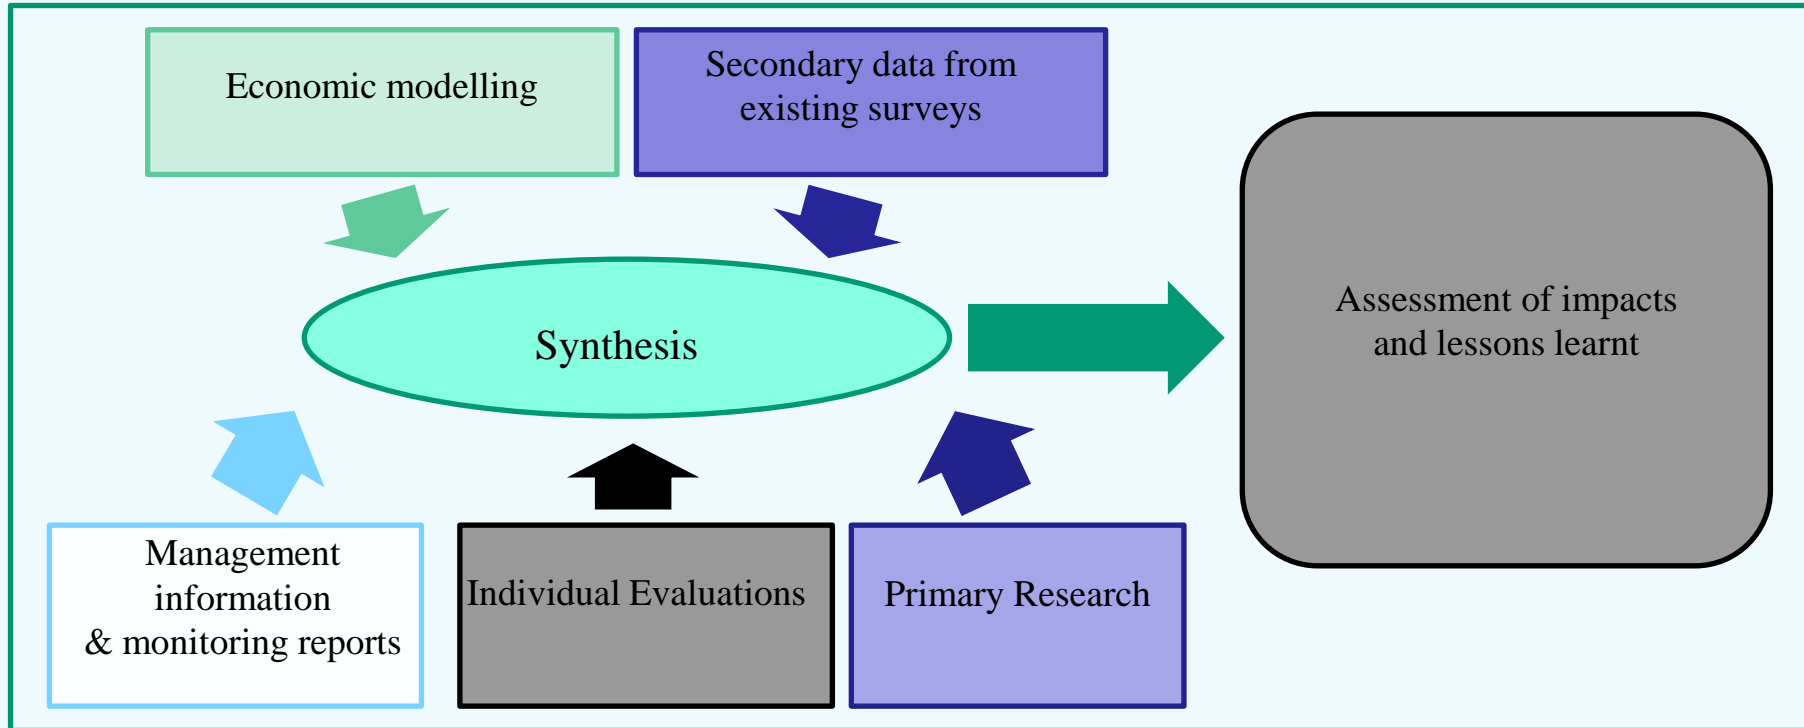 Economic modelling
Secondary data from
existing surveys
Assessment of impacts
and lessons learnt
Synthesis
Management
information
& monitoring reports
Individual Evaluations
Primary Research